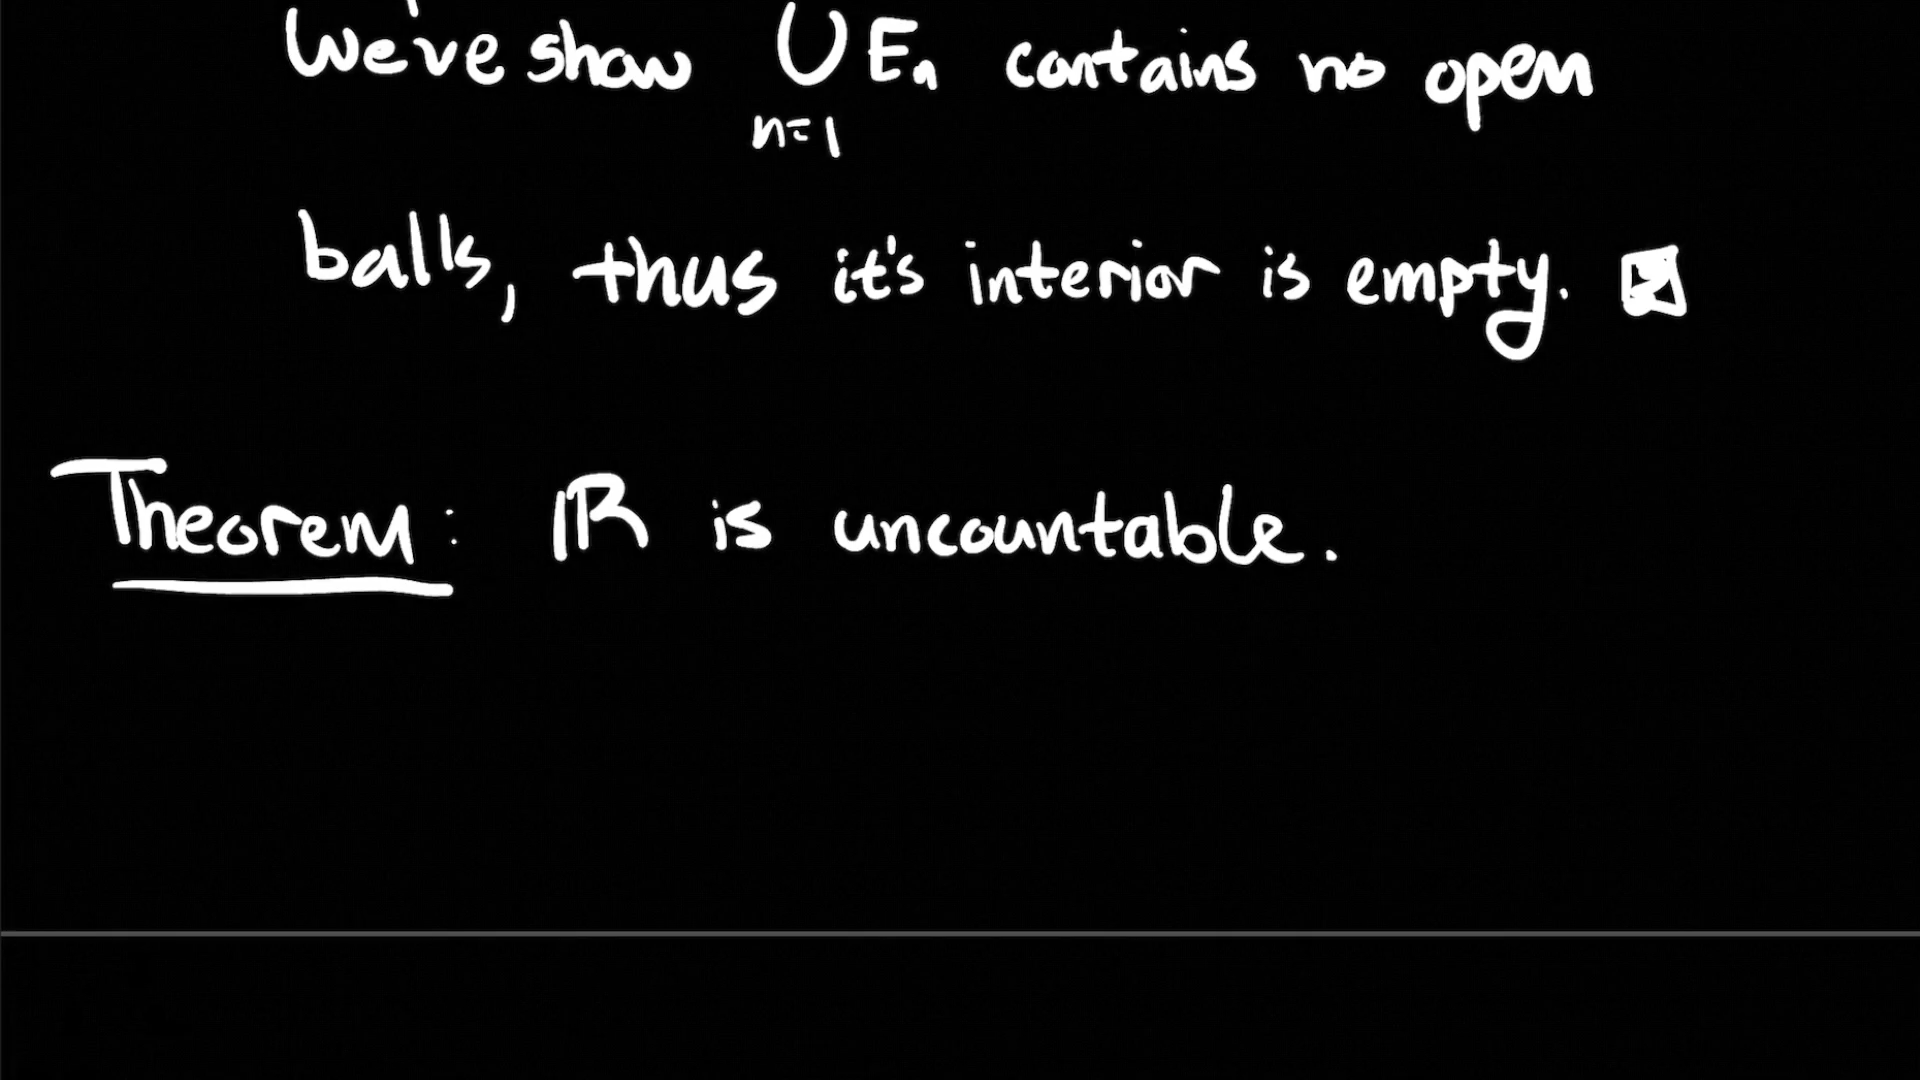 We've show ∪ Eₙ contains no open
n=1
balls, thus it's interior is empty.
Theorem: ℝ is uncountable.